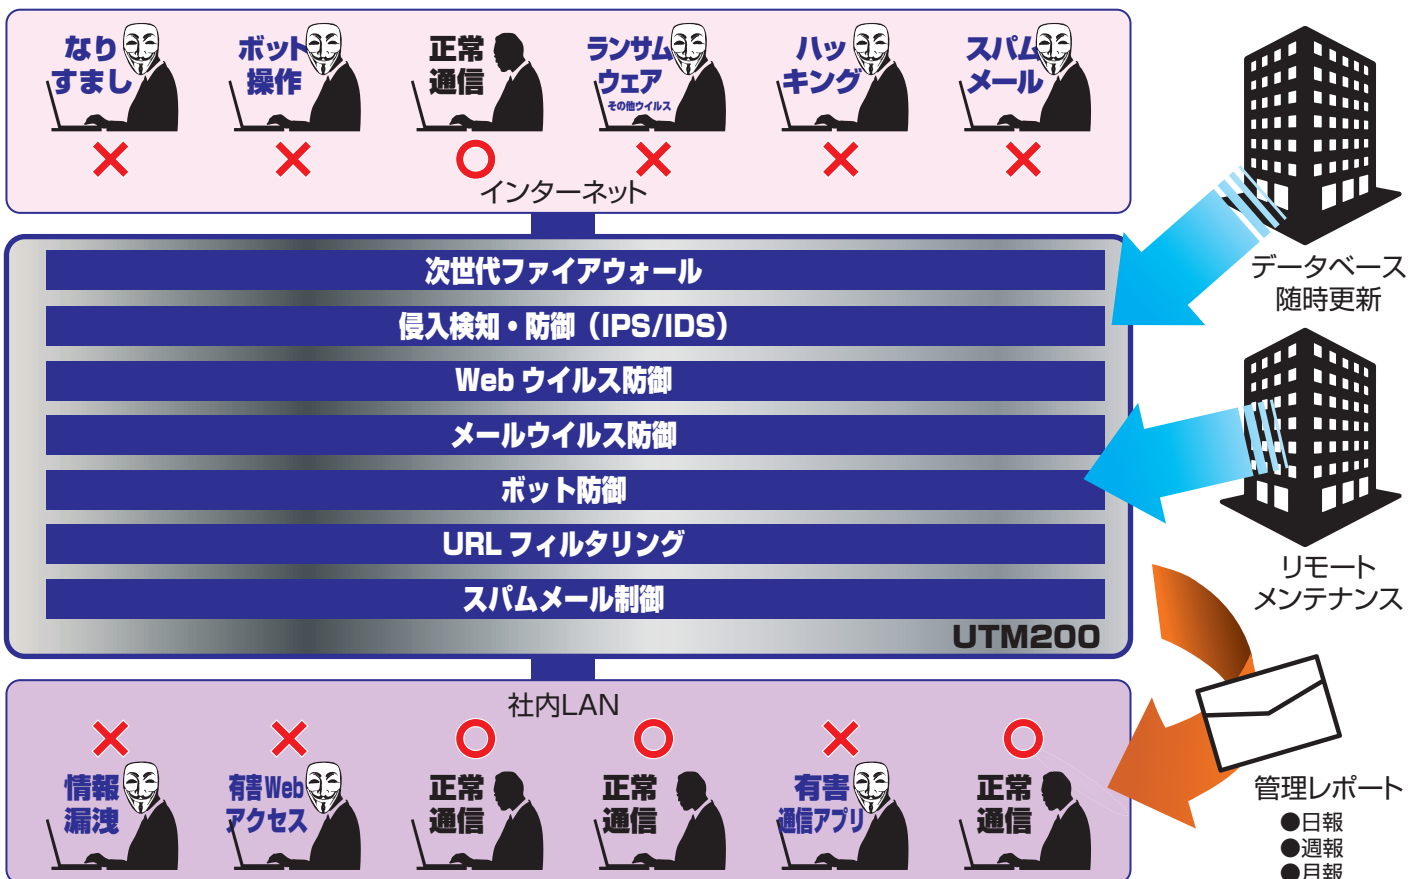 なり
すまし
ボット
操作
正常
通信
ランサム
ウェア
その他ウイルス
ハッ
キング
スパム
メール
インターネット
次世代ファイアウォール
侵入検知・防御（IPS/IDS）
Web ウイルス防御
メールウイルス防御
ボット防御
URL フィルタリング
スパムメール制御
UTM200
データベース
随時更新
リモート
メンテナンス
社内LAN
情報
漏洩
有害 Web
アクセス
正常
通信
正常
通信
有害
通信アプリ
正常
通信
管理レポート
●日報
●週報
●月報